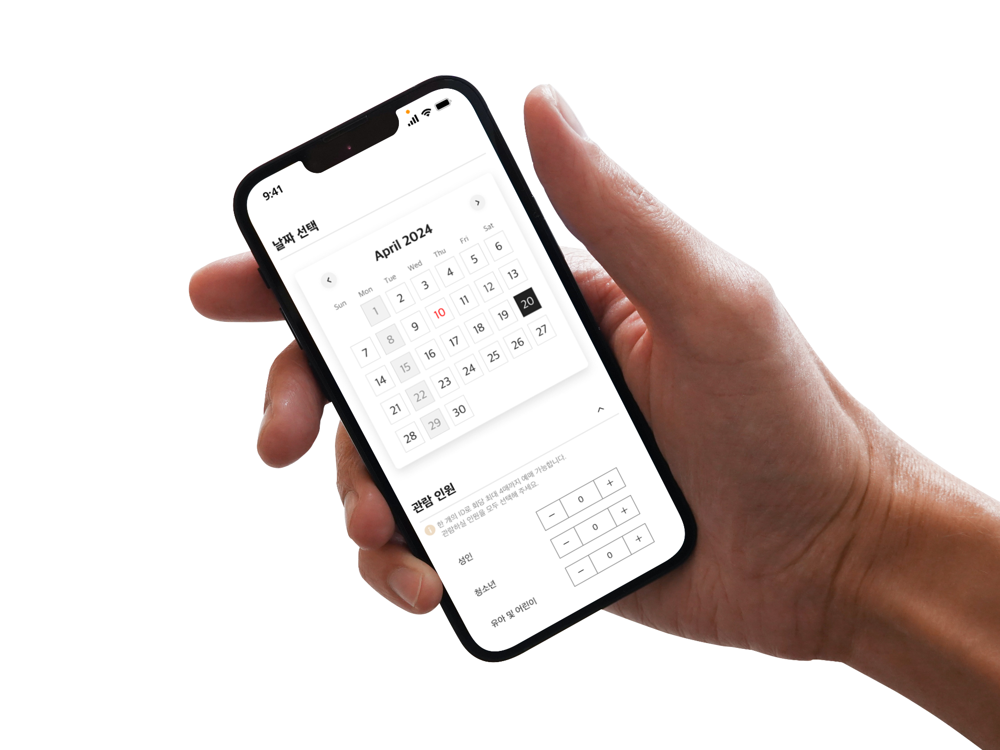 9:41
날짜 선택
April 2024
Sun Mon Tue Wed Thu Fri Sat
1 2 3 4 5 6
7 8 9 10 11 12 13
14 15 16 17 18 19 20
21 22 23 24 25 26 27
28 29 30
관람 인원
한 개의 ID로 회당 최대 4매까지 예매 가능합니다.
관람하실 인원을 모두 선택해 주세요.
성인 − 0 +
청소년 − 0 +
유아 및 어린이 − 0 +